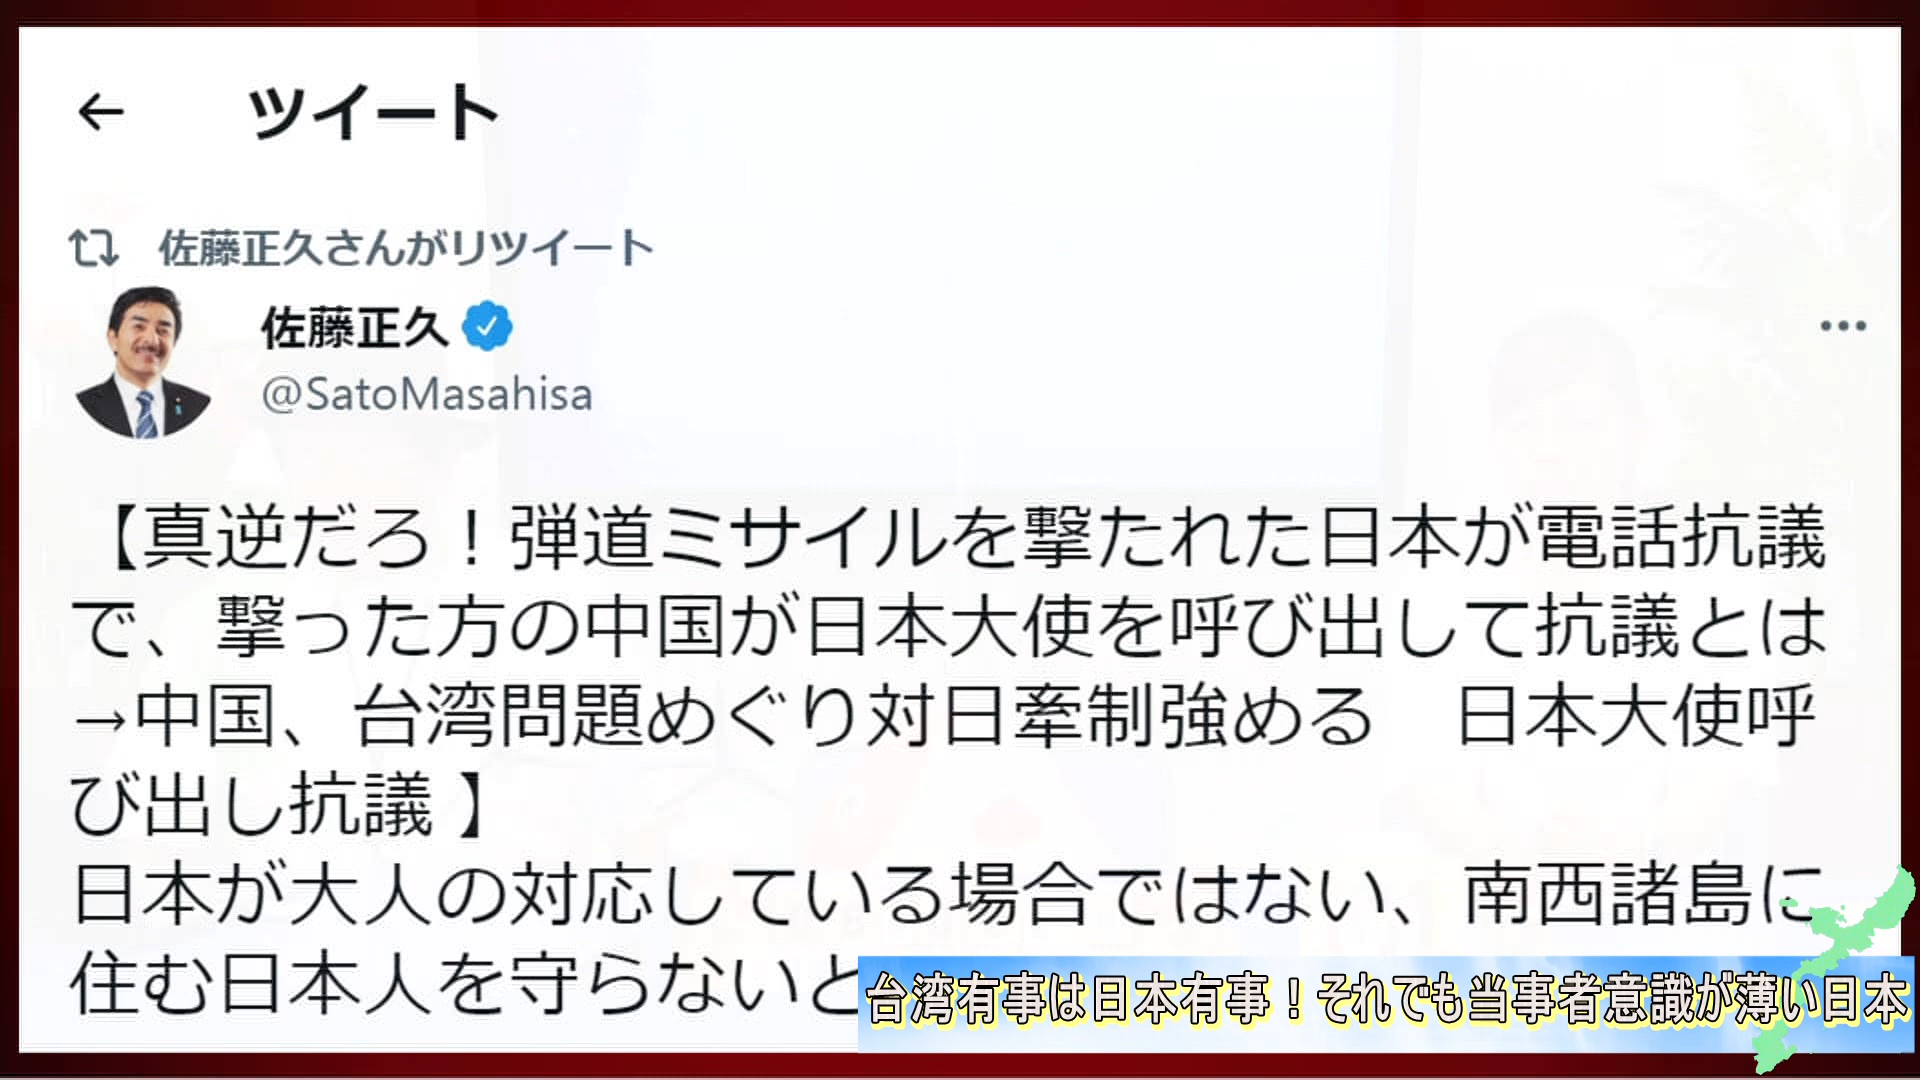 ツイート
佐藤正久さんがリツイート
佐藤正久
@SatoMasahisa
【真逆だろ！弾道ミサイルを撃たれた日本が電話抗議
で、撃った方の中国が日本大使を呼び出して抗議とは
→中国、台湾問題めぐり対日牽制強める　日本大使呼
び出し抗議 】
日本が大人の対応している場合ではない、南西諸島に
住む日本人を守らないと
台湾有事は日本有事！それでも当事者意識が薄い日本